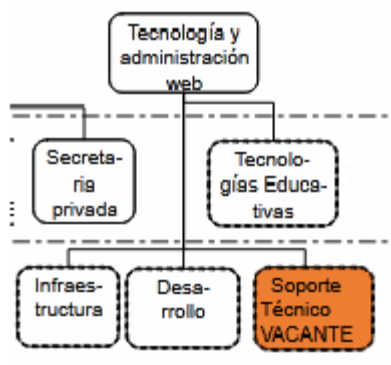 Tecnología y
administración
web
Secreta-
ria
privada
Tecnolo-
gías Educa-
tivas
Infraes-
tructura
Desa-
rrollo
Soporte
Técnico
VACANTE